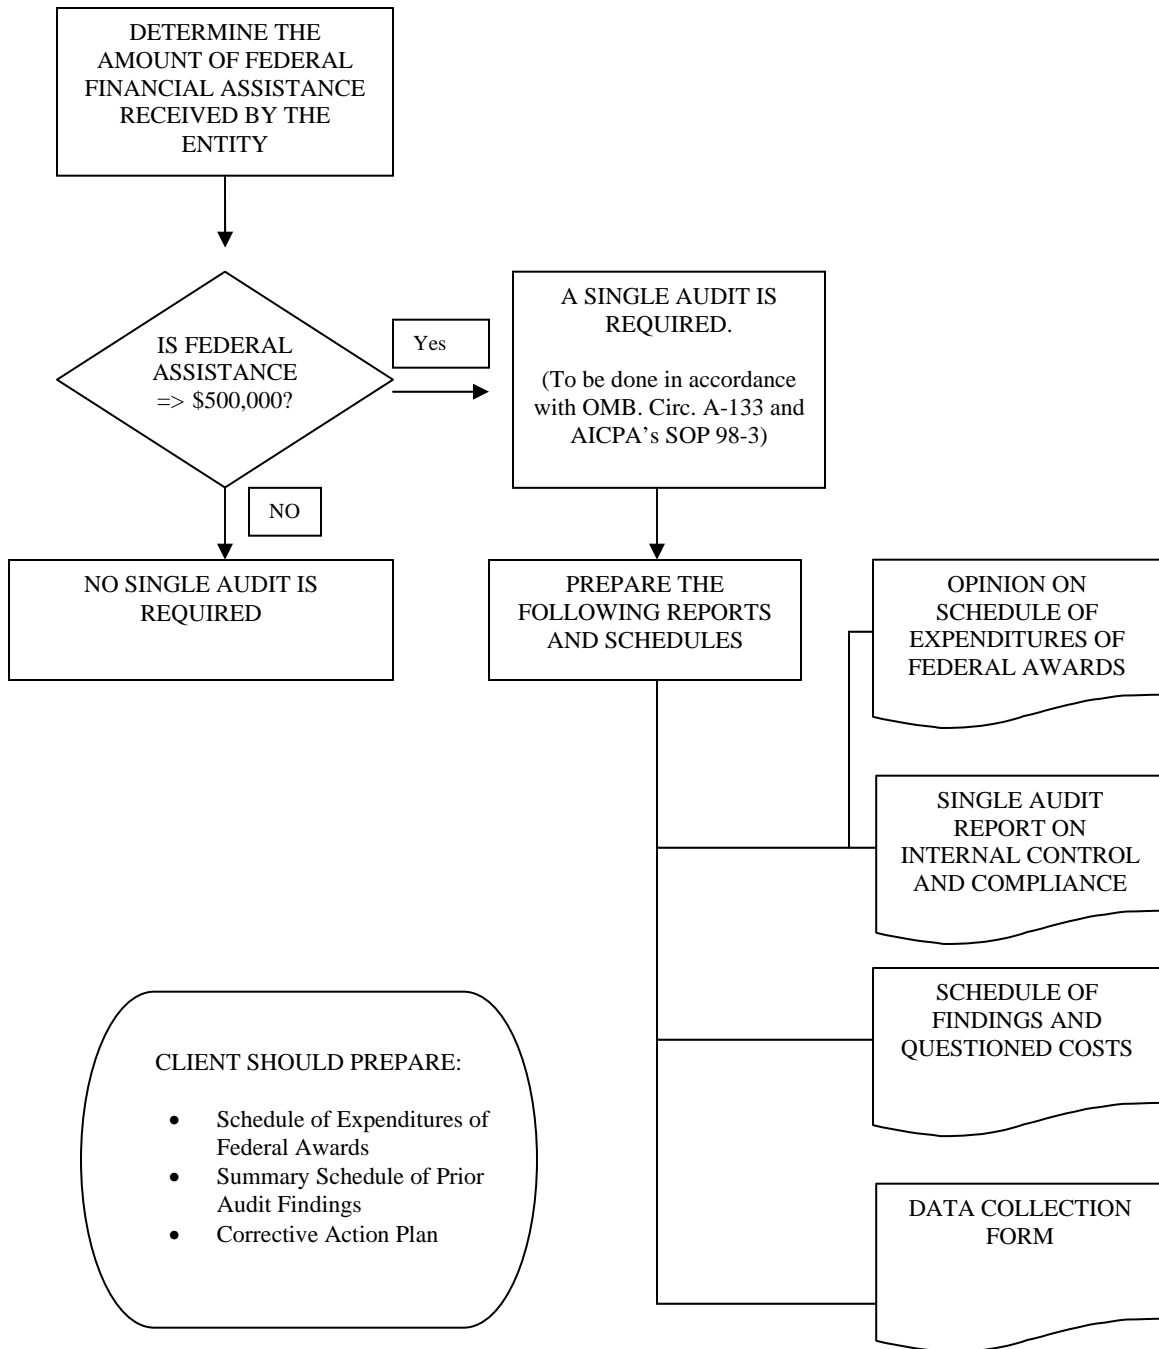 DETERMINE THE
AMOUNT OF FEDERAL
FINANCIAL ASSISTANCE
RECEIVED BY THE
ENTITY
IS FEDERAL
ASSISTANCE
=> $500,000?
Yes
A SINGLE AUDIT IS
REQUIRED.
(To be done in accordance
with OMB. Circ. A-133 and
AICPA’s SOP 98-3)
NO
NO SINGLE AUDIT IS
REQUIRED
PREPARE THE
FOLLOWING REPORTS
AND SCHEDULES
OPINION ON
SCHEDULE OF
EXPENDITURES OF
FEDERAL AWARDS
SINGLE AUDIT
REPORT ON
INTERNAL CONTROL
AND COMPLIANCE
SCHEDULE OF
FINDINGS AND
QUESTIONED COSTS
DATA COLLECTION
FORM
CLIENT SHOULD PREPARE:
• Schedule of Expenditures of
Federal Awards
• Summary Schedule of Prior
Audit Findings
• Corrective Action Plan